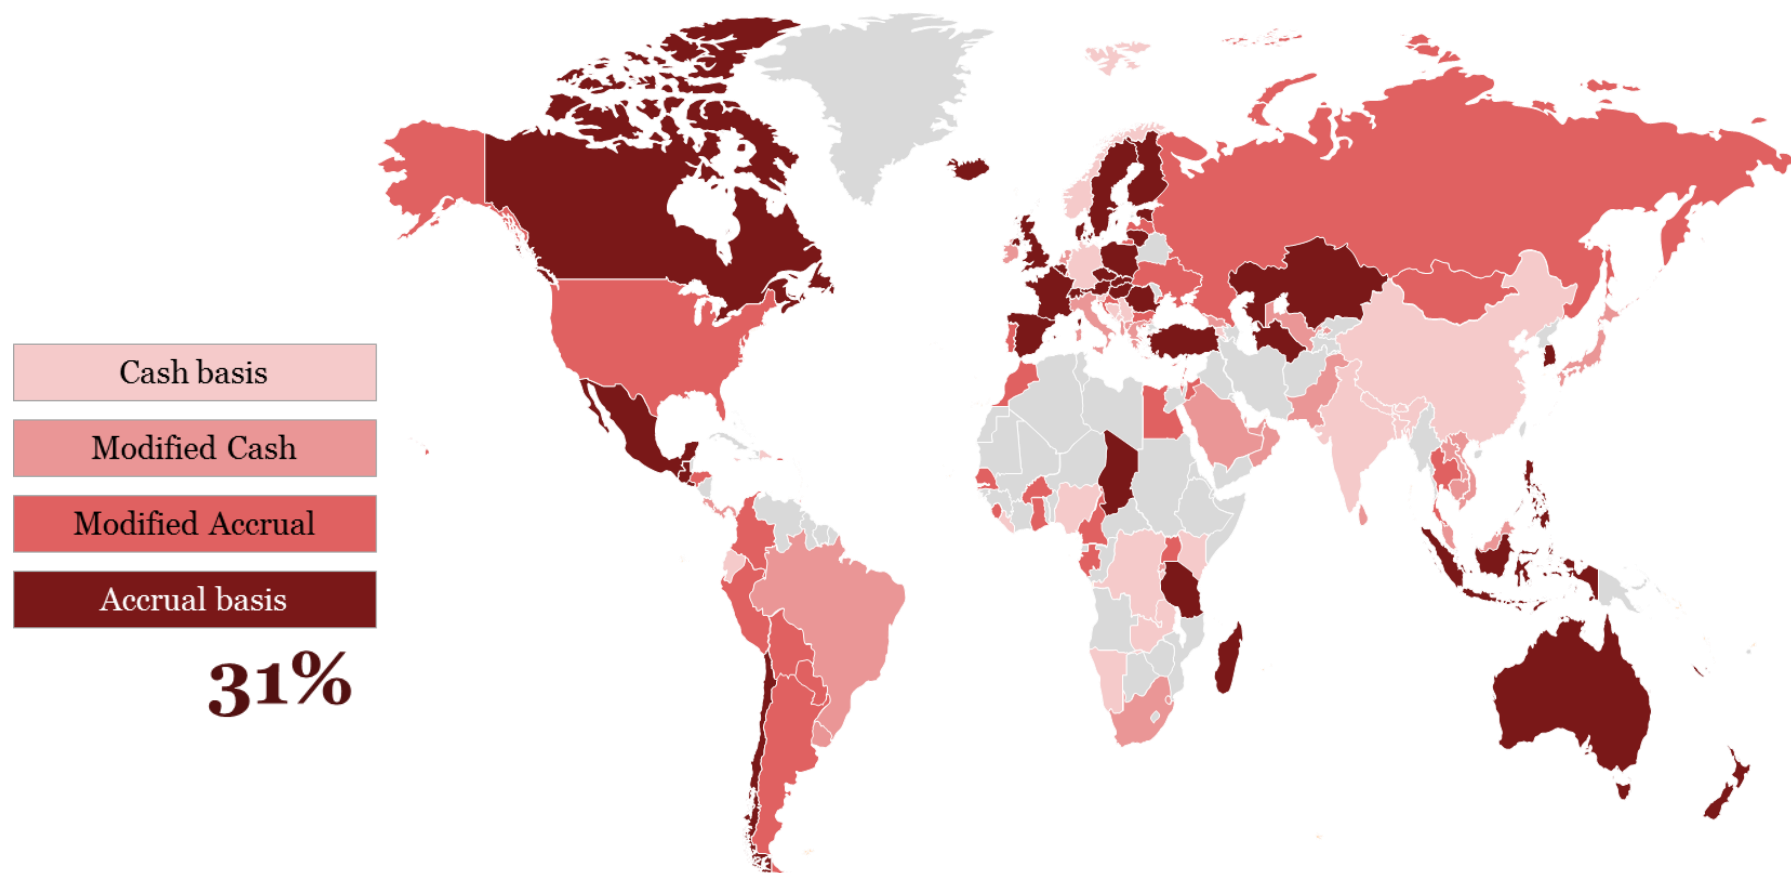 Cash basis
Modified Cash
Modified Accrual
Accrual basis
31%